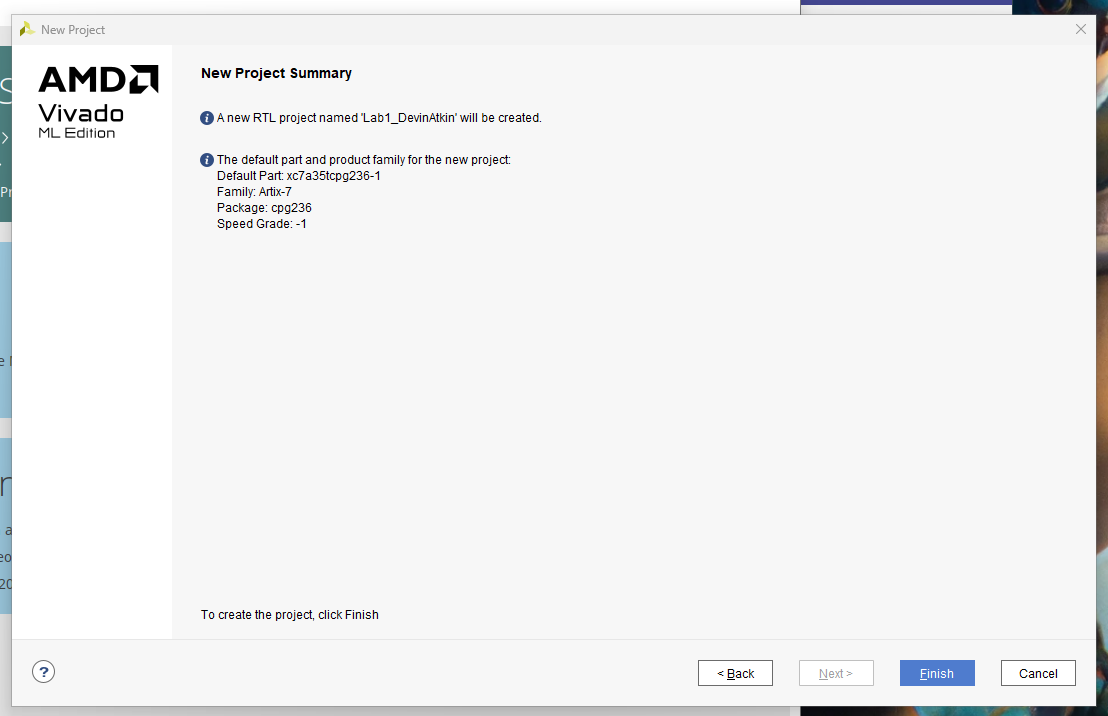 New Project
AMD
Vivado
ML Edition
New Project Summary
A new RTL project named 'Lab1_DevinAtkin' will be created.
The default part and product family for the new project:
Default Part: xc7a35tcpg236-1
Family: Artix-7
Package: cpg236
Speed Grade: -1
To create the project, click Finish
?
< Back
Next >
Finish
Cancel